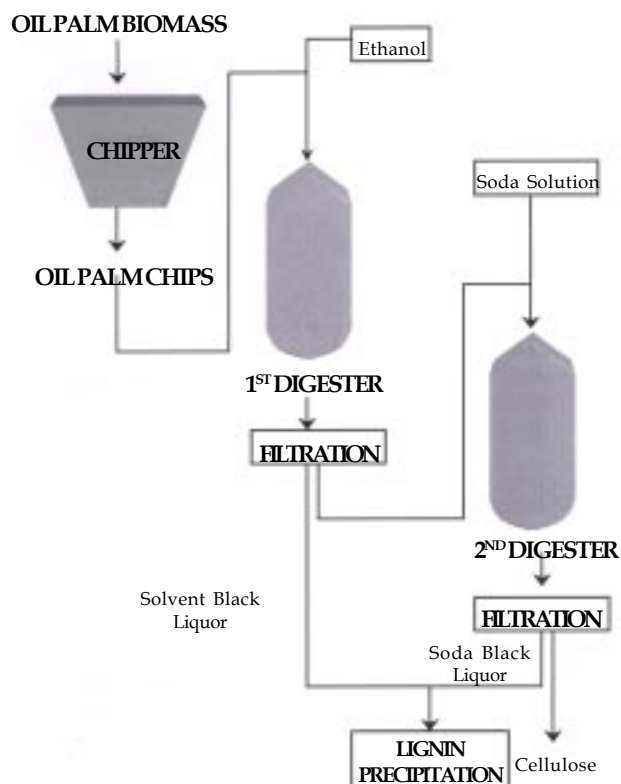 OIL PALM BIOMASS
Ethanol
CHIPPER
Soda Solution
OIL PALM CHIPS
1ST DIGESTER
FILTRATION
2ND DIGESTER
Solvent Black
Liquor
FILTRATION
Soda Black
Liquor
LIGNIN
PRECIPITATION
Cellulose